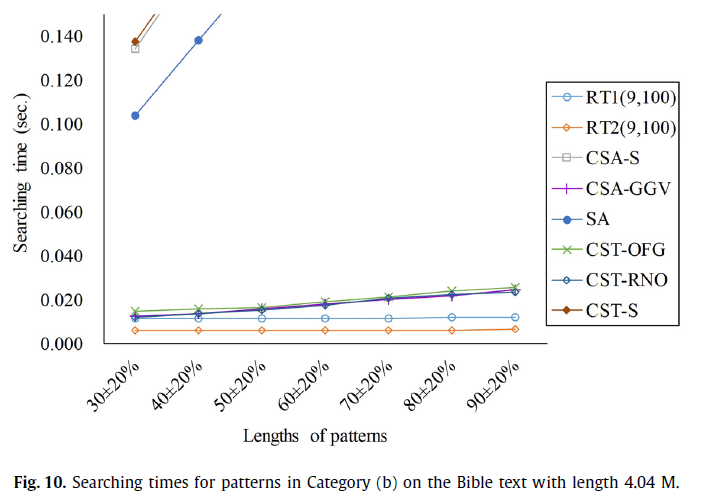 0.140
0.120
0.100
0.080
0.060
0.040
0.020
0.000
Searching time (sec.)
30±20%
40±20%
50±20%
60±20%
70±20%
80±20%
90±20%
Lengths of patterns
RT1(9,100)
RT2(9,100)
CSA-S
CSA-GGV
SA
CST-OFG
CST-RNO
CST-S
Fig. 10. Searching times for patterns in Category (b) on the Bible text with length 4.04 M.